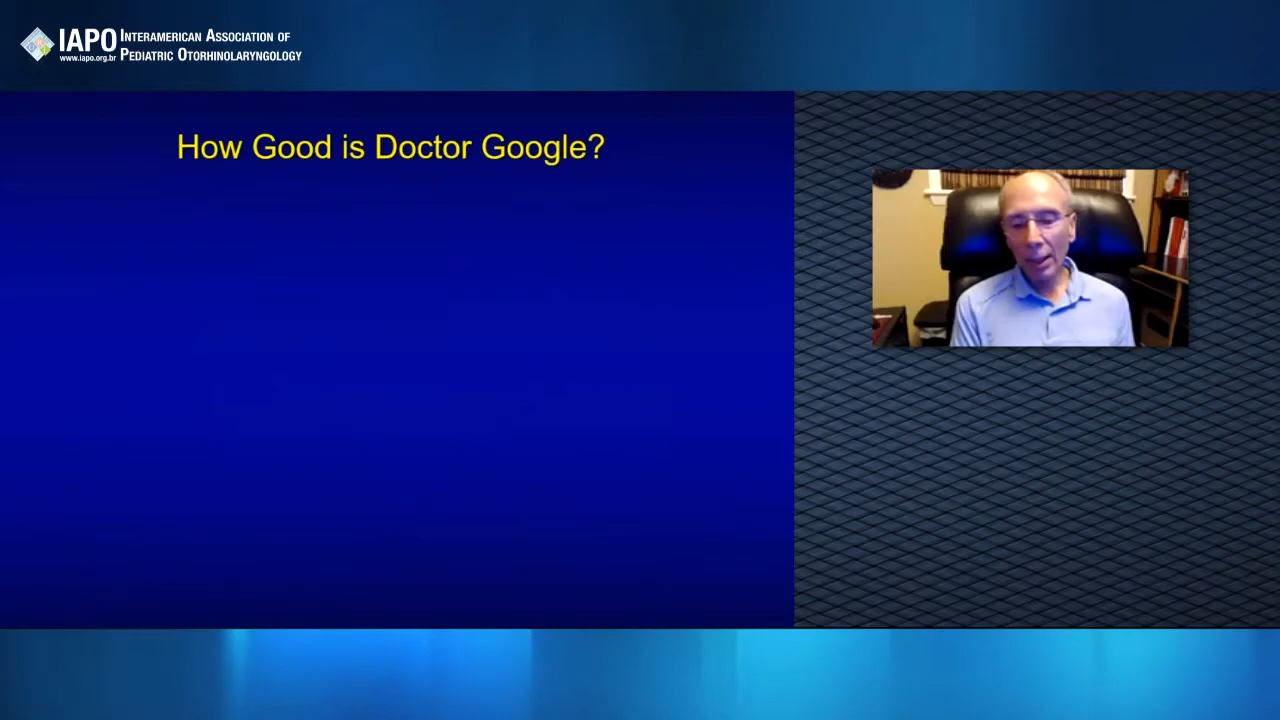 IAPO
www.iapo.org.br
Interamerican Association of
Pediatric Otorhinolaryngology
How Good is Doctor Google?